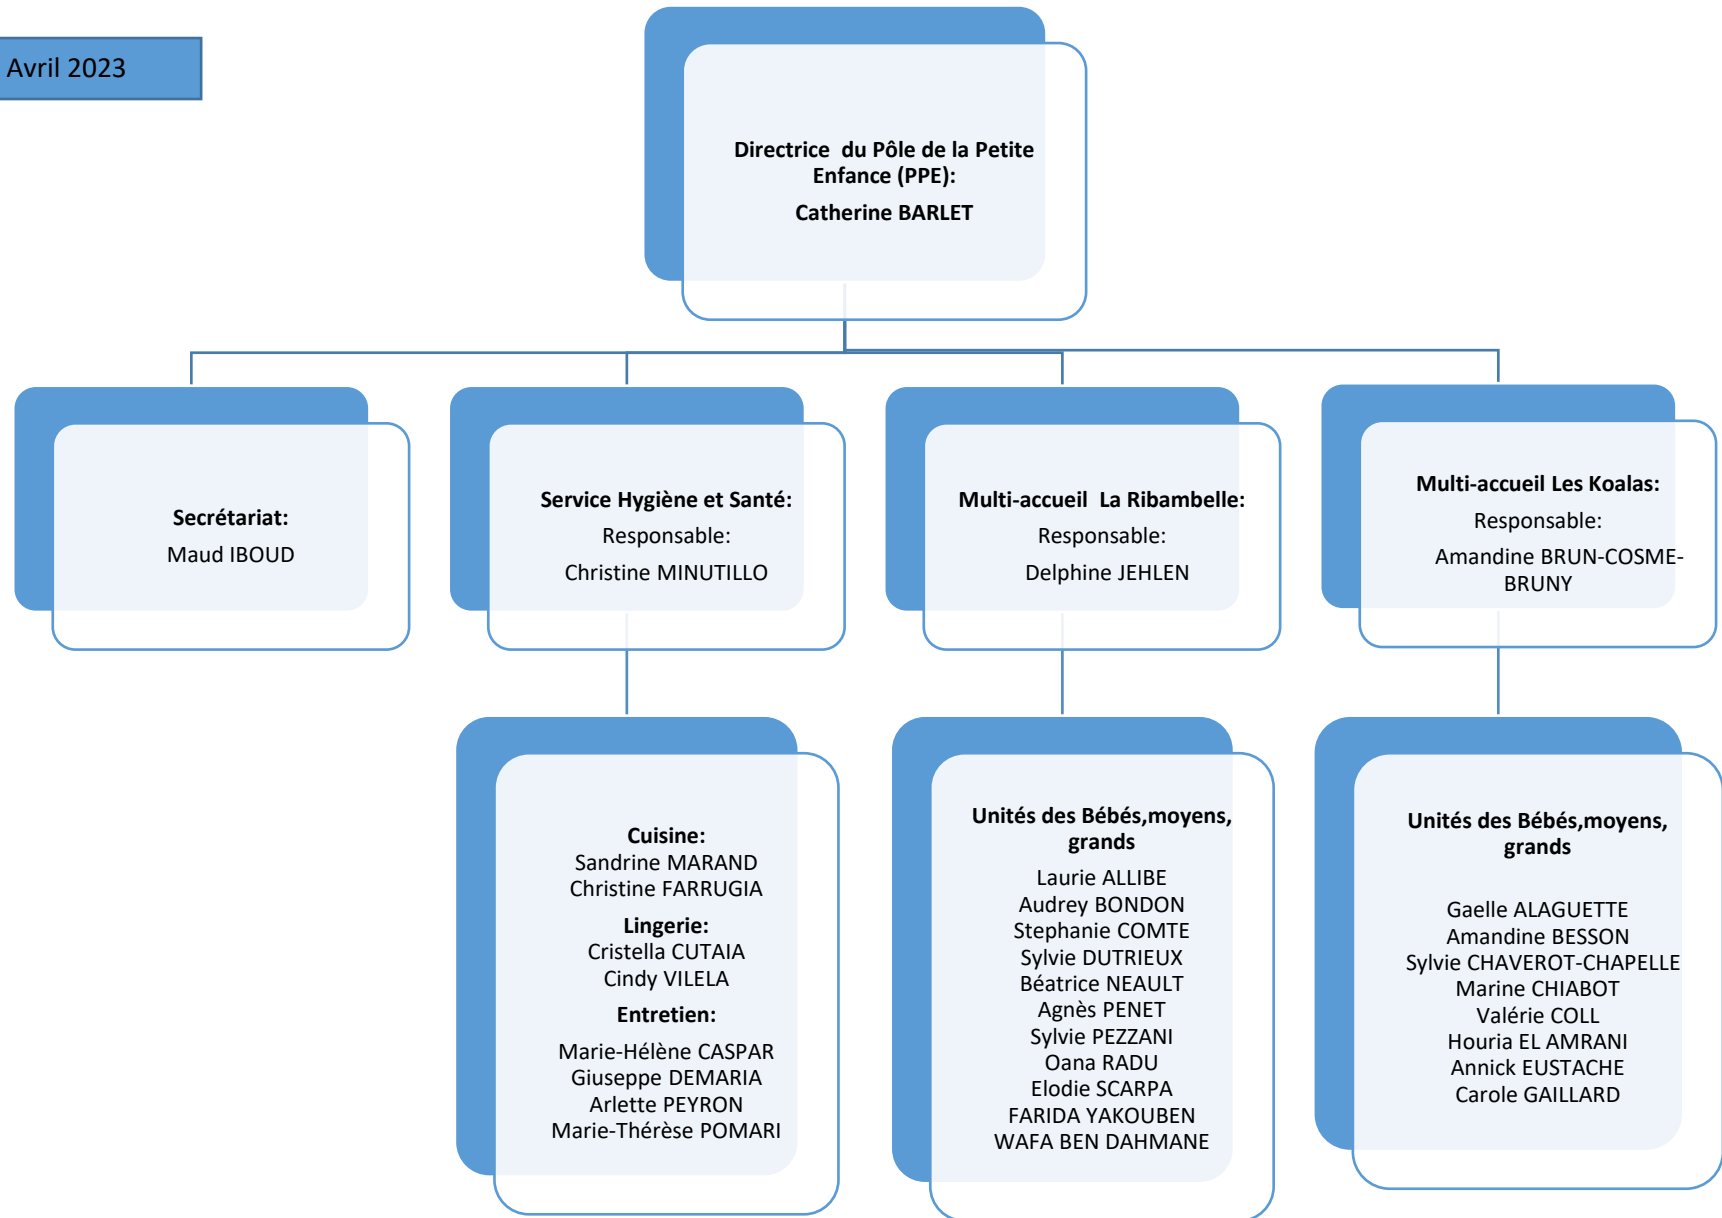 Avril 2023
Directrice  du Pôle de la Petite
Enfance (PPE):
Catherine BARLET
Secrétariat:
Maud IBOUD
Service Hygiène et Santé:
Responsable:
Christine MINUTILLO
Multi-accueil  La Ribambelle:
Responsable:
Delphine JEHLEN
Multi-accueil Les Koalas:
Responsable:
Amandine BRUN-COSME-
BRUNY
Cuisine:
Sandrine MARAND
Christine FARRUGIA
Lingerie:
Cristella CUTAIA
Cindy VILELA
Entretien:
Marie-Hélène CASPAR
Giuseppe DEMARIA
Arlette PEYRON
Marie-Thérèse POMARI
Unités des Bébés,moyens,
grands
Laurie ALLIBE
Audrey BONDON
Stephanie COMTE
Sylvie DUTRIEUX
Béatrice NEAULT
Agnès PENET
Sylvie PEZZANI
Oana RADU
Elodie SCARPA
FARIDA YAKOUBEN
WAFA BEN DAHMANE
Unités des Bébés,moyens,
grands
Gaelle ALAGUETTE
Amandine BESSON
Sylvie CHAVEROT-CHAPELLE
Marine CHIABOT
Valérie COLL
Houria EL AMRANI
Annick EUSTACHE
Carole GAILLARD